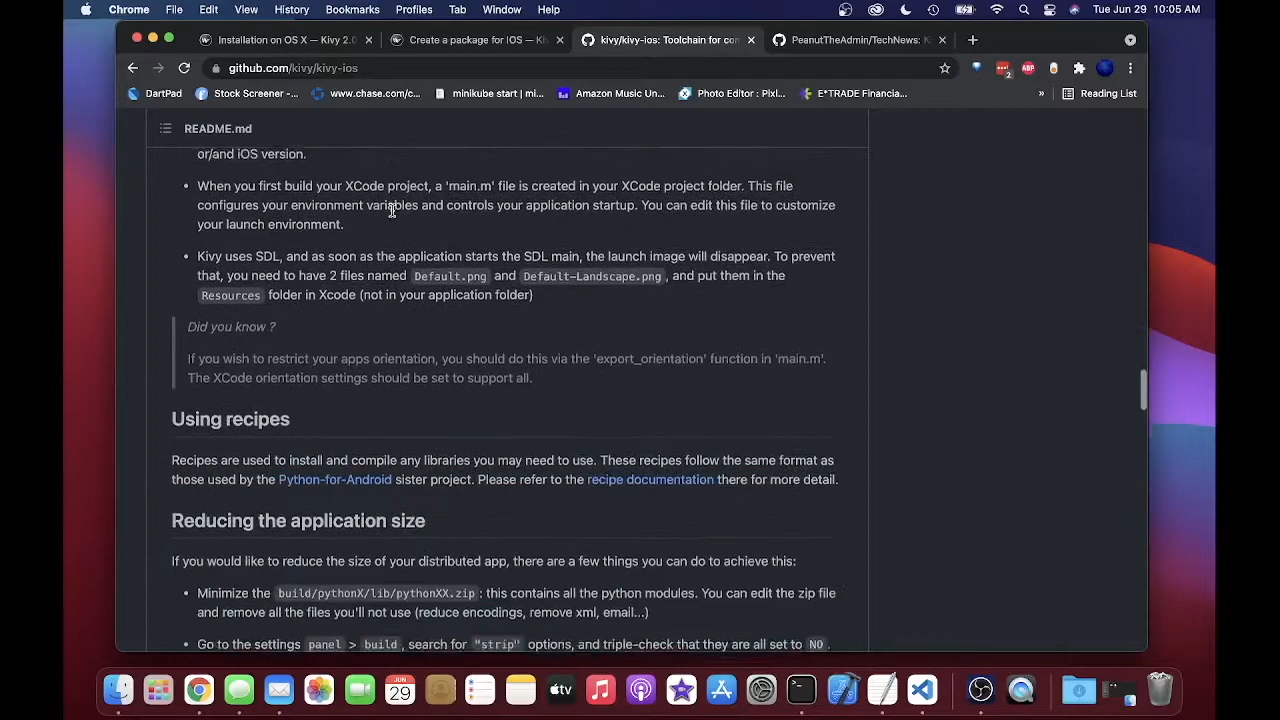 Chrome File Edit View History Bookmarks Profiles Tab Window Help Tue Jun 29 10:05 AM
Installation on OS X — Kivy 2.0 Create a package for IOS — Ki kivy/kivy-ios: Toolchain for con PeanutTheAdmin/TechNews: K
github.com/kivy/kivy-ios 2
DartPad Stock Screener -... www.chase.com/c... minikube start | mi... Amazon Music Un... Photo Editor : Pixl... E*TRADE Financia... » Reading List
README.md
or/and iOS version.
When you first build your XCode project, a 'main.m' file is created in your XCode project folder. This file
configures your environment variables and controls your application startup. You can edit this file to customize
your launch environment.
Kivy uses SDL, and as soon as the application starts the SDL main, the launch image will disappear. To prevent
that, you need to have 2 files named Default.png and Default-Landscape.png, and put them in the
Resources folder in Xcode (not in your application folder)
Did you know ?
If you wish to restrict your apps orientation, you should do this via the 'export_orientation' function in 'main.m'.
The XCode orientation settings should be set to support all.
Using recipes
Recipes are used to install and compile any libraries you may need to use. These recipes follow the same format as
those used by the Python-for-Android sister project. Please refer to the recipe documentation there for more detail.
Reducing the application size
If you would like to reduce the size of your distributed app, there are a few things you can do to achieve this:
Minimize the build/pythonX/lib/pythonXX.zip : this contains all the python modules. You can edit the zip file
and remove all the files you'll not use (reduce encodings, remove xml, email...)
Go to the settings panel > build, search for "strip" options, and triple-check that they are all set to NO.
JUN
29
tv